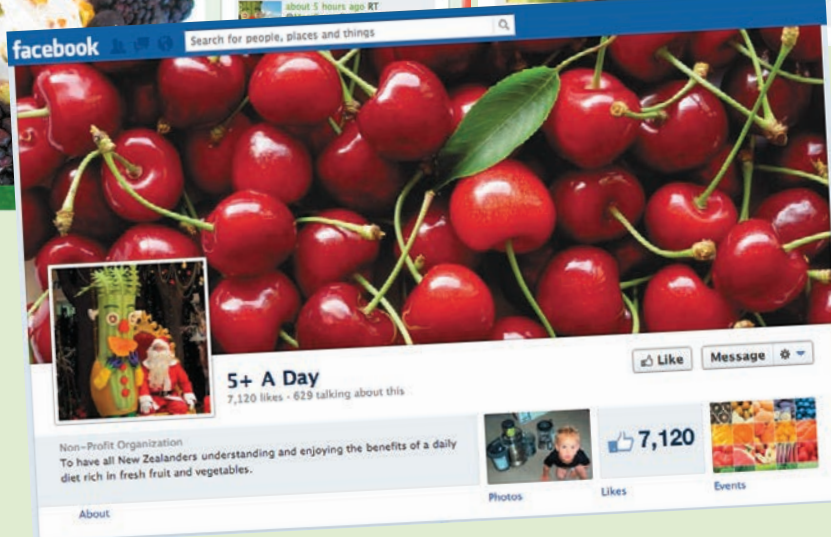 about 5 hours ago RT
facebook
Search for people, places and things
5+ A Day
7,120 likes · 629 talking about this
Like
Message
Non-Profit Organization
To have all New Zealanders understanding and enjoying the benefits of a daily
diet rich in fresh fruit and vegetables.
About
Photos
7,120
Likes
Events